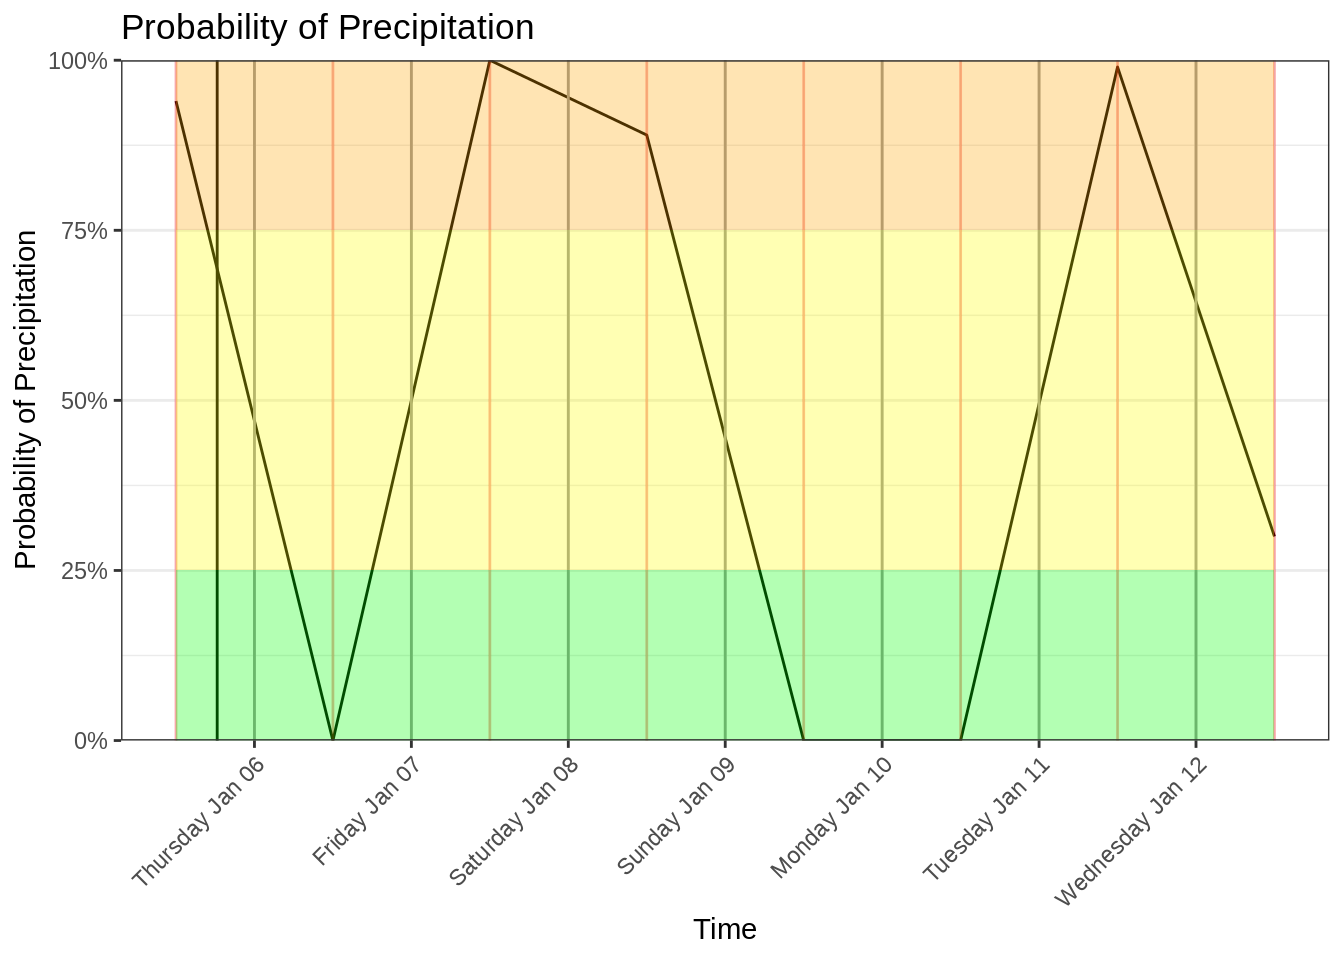 Probability of Precipitation
Probability of Precipitation
100%
75%
50%
25%
0%
Thursday Jan 06
Friday Jan 07
Saturday Jan 08
Sunday Jan 09
Monday Jan 10
Tuesday Jan 11
Wednesday Jan 12
Time